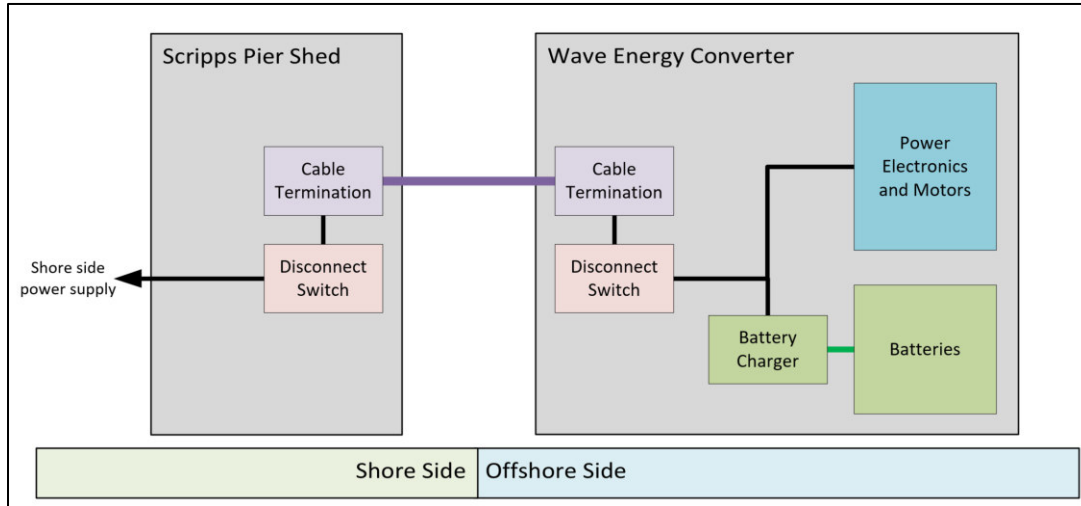 Scripps Pier Shed
Cable
Termination
Disconnect
Switch
Shore side
power supply
Wave Energy Converter
Cable
Termination
Disconnect
Switch
Power
Electronics
and Motors
Battery
Charger
Batteries
Shore Side
Offshore Side